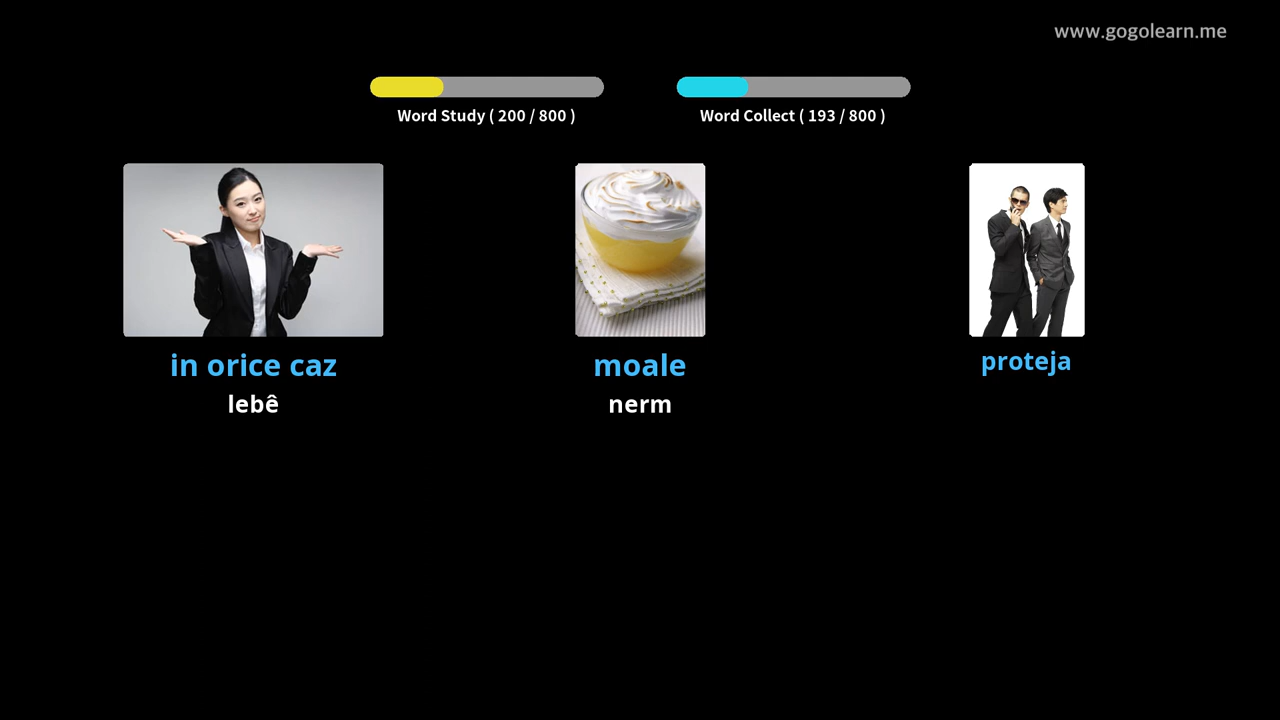 www.gogolearn.me
Word Study ( 200 / 800 )
Word Collect ( 193 / 800 )
in orice caz
lebê
moale
nerm
proteja